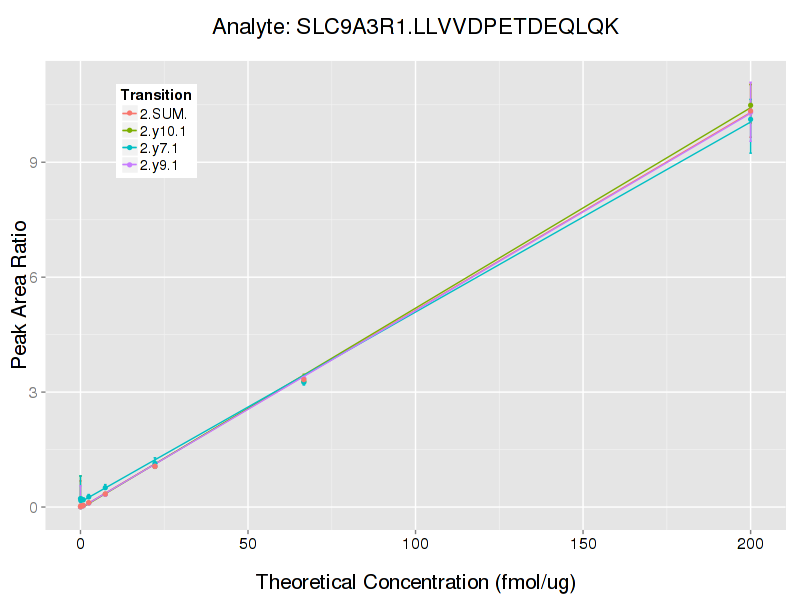 Analyte: SLC9A3R1.LLVVDPETDEQLQK
Transition
2.SUM.
2.y10.1
2.y7.1
2.y9.1
9
6
3
0
Peak Area Ratio
0 50 100 150 200
Theoretical Concentration (fmol/ug)